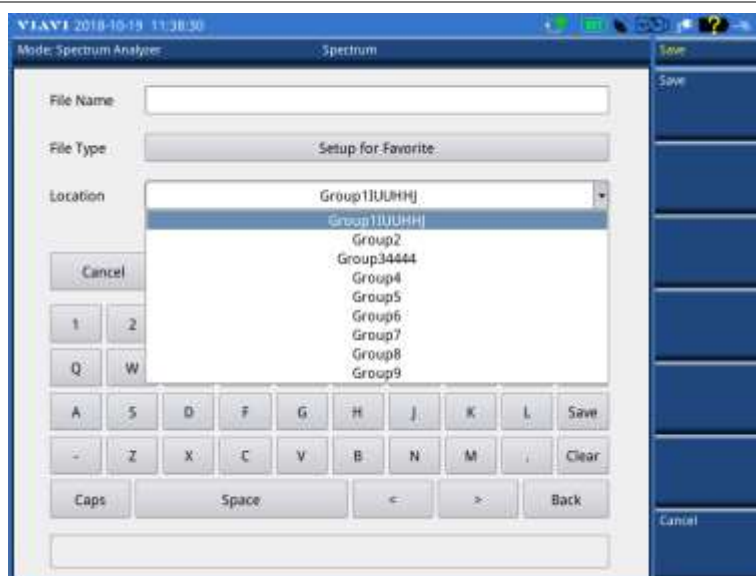 VIAVI 2018-10-19 11:38:30
Mode: Spectrum Analyzer Spectrum Save
Save
File Name
File Type Setup for Favorite
Location Group1IUUHHJ
Group1IUUHHJ
Group2
Group34444
Group4
Group5
Group6
Group7
Group8
Group9
Cancel
1 2
Q W
A S D F G H J K L Save
- Z X C V B N M . Clear
Caps Space < > Back
Cancel